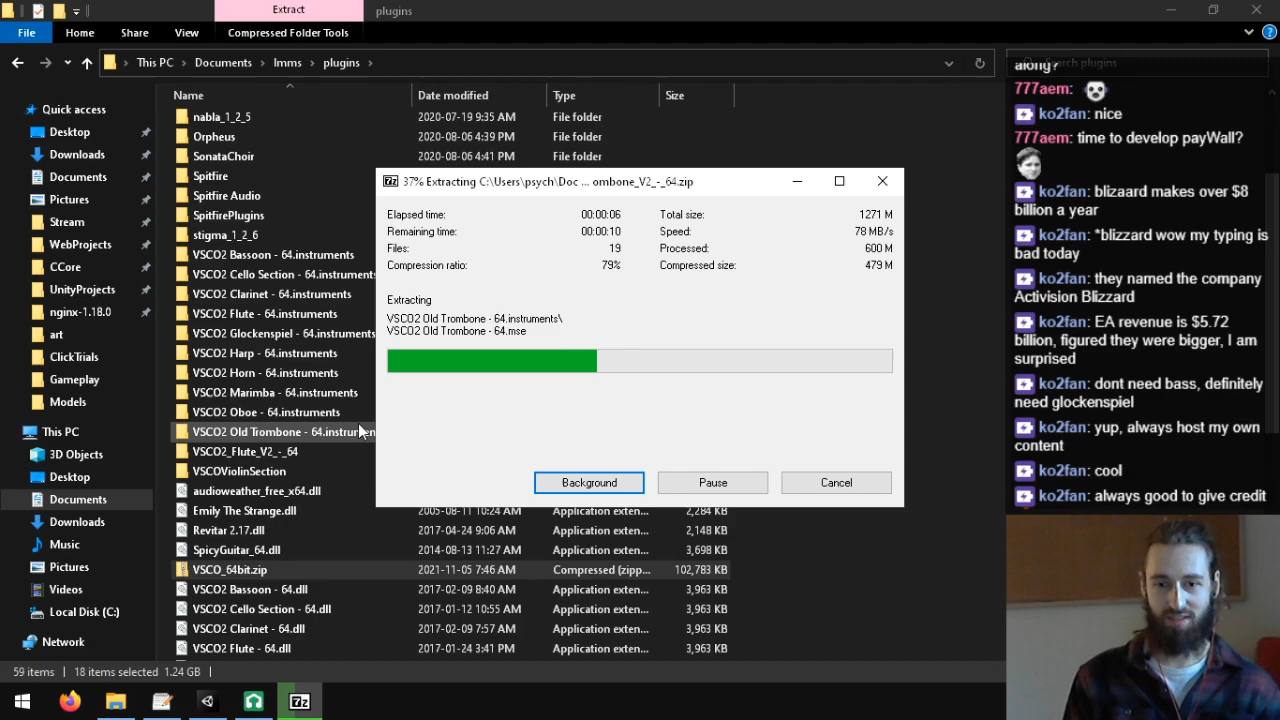 Extract
plugins
File
Home
Share
View
Compressed Folder Tools
This PC
Documents
lmms
plugins
Search plugins
Name
Date modified
Type
Size
Quick access
Desktop
Downloads
Documents
Pictures
Stream
WebProjects
CCore
UnityProjects
nginx-1.18.0
art
ClickTrials
Gameplay
Models
This PC
3D Objects
Desktop
Documents
Downloads
Music
Pictures
Videos
Local Disk (C:)
Network
nabla_1_2_5 2020-07-19 9:35 AM File folder
Orpheus 2020-08-06 4:39 PM File folder
SonataChoir 2020-08-06 4:41 PM File folder
Spitfire
Spitfire Audio
SpitfirePlugins
stigma_1_2_6
VSCO2 Bassoon - 64.instruments
VSCO2 Cello Section - 64.instruments
VSCO2 Clarinet - 64.instruments
VSCO2 Flute - 64.instruments
VSCO2 Glockenspiel - 64.instruments
VSCO2 Harp - 64.instruments
VSCO2 Horn - 64.instruments
VSCO2 Marimba - 64.instruments
VSCO2 Oboe - 64.instruments
VSCO2 Old Trombone - 64.instrumen
VSCO2_Flute_V2_-_64
VSCOViolinSection
audioweather_free_x64.dll
Emily The Strange.dll 2005-08-11 10:24 AM Application exten... 2,284 KB
Revitar 2.17.dll 2017-04-24 9:06 AM Application exten... 2,148 KB
SpicyGuitar_64.dll 2014-08-13 11:27 AM Application exten... 3,698 KB
VSCO_64bit.zip 2021-11-05 7:46 AM Compressed (zipp... 102,783 KB
VSCO2 Bassoon - 64.dll 2017-02-09 8:40 AM Application exten... 3,963 KB
VSCO2 Cello Section - 64.dll 2017-01-12 10:55 AM Application exten... 3,963 KB
VSCO2 Clarinet - 64.dll 2017-02-09 7:57 AM Application exten... 3,963 KB
VSCO2 Flute - 64.dll 2017-01-24 3:41 PM Application exten... 3,963 KB
59 items 18 items selected 1.24 GB
7z 37% Extracting C:\Users\psych\Doc ... ombone_V2_-_64.zip
Elapsed time: 00:00:06 Total size: 1271 M
Remaining time: 00:00:10 Speed: 78 MB/s
Files: 19 Processed: 600 M
Compression ratio: 79% Compressed size: 479 M
Extracting
VSCO2 Old Trombone - 64.instruments\
VSCO2 Old Trombone - 64.mse
Background
Pause
Cancel
along?
777aem:
ko2fan: nice
777aem: time to develop payWall?
ko2fan: blizaard makes over $8
billion a year
ko2fan: *blizzard wow my typing is
bad today
ko2fan: they named the company
Activision Blizzard
ko2fan: EA revenue is $5.72
billion, figured they were bigger, I am
surprised
ko2fan: dont need bass, definitely
need glockenspiel
ko2fan: yup, always host my own
content
ko2fan: cool
ko2fan: always good to give credit
7z